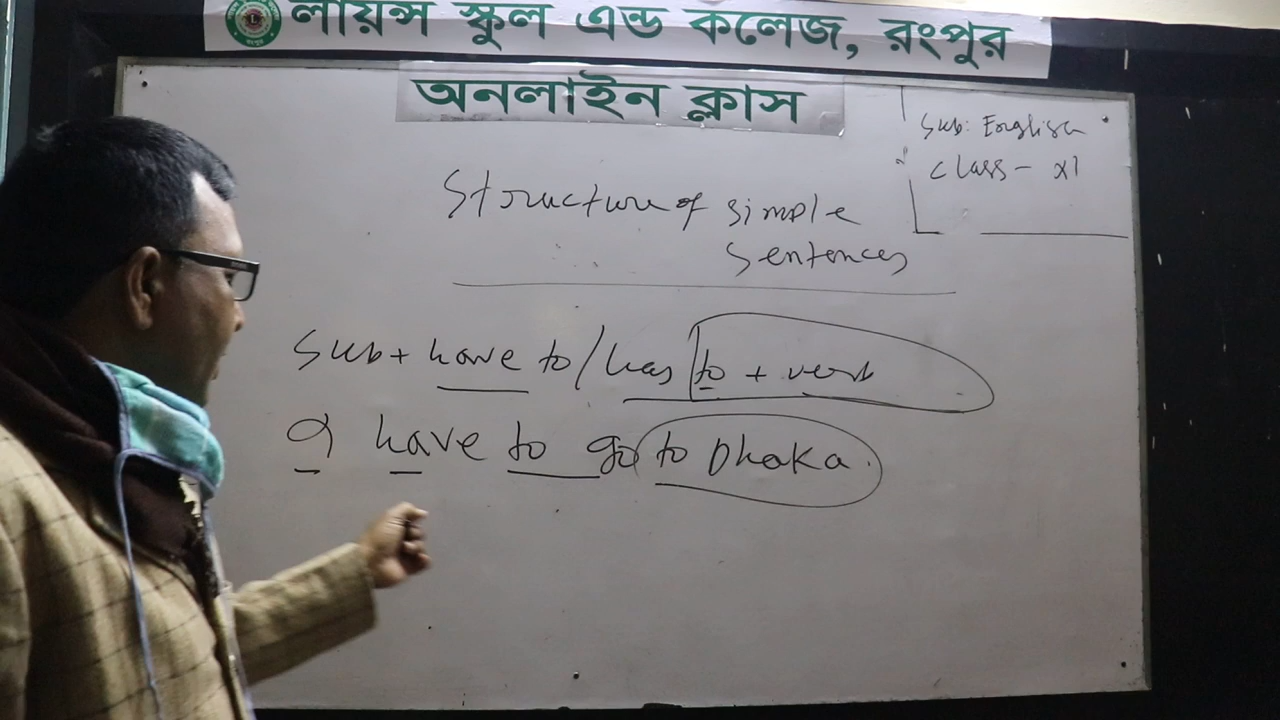 লায়ন্স স্কুল এন্ড কলেজ, রংপুর
অনলাইন ক্লাস
Sub: English
class - XI
Structure of simple
sentences
Sub + have to / has to + verb
I have to go to Dhaka.